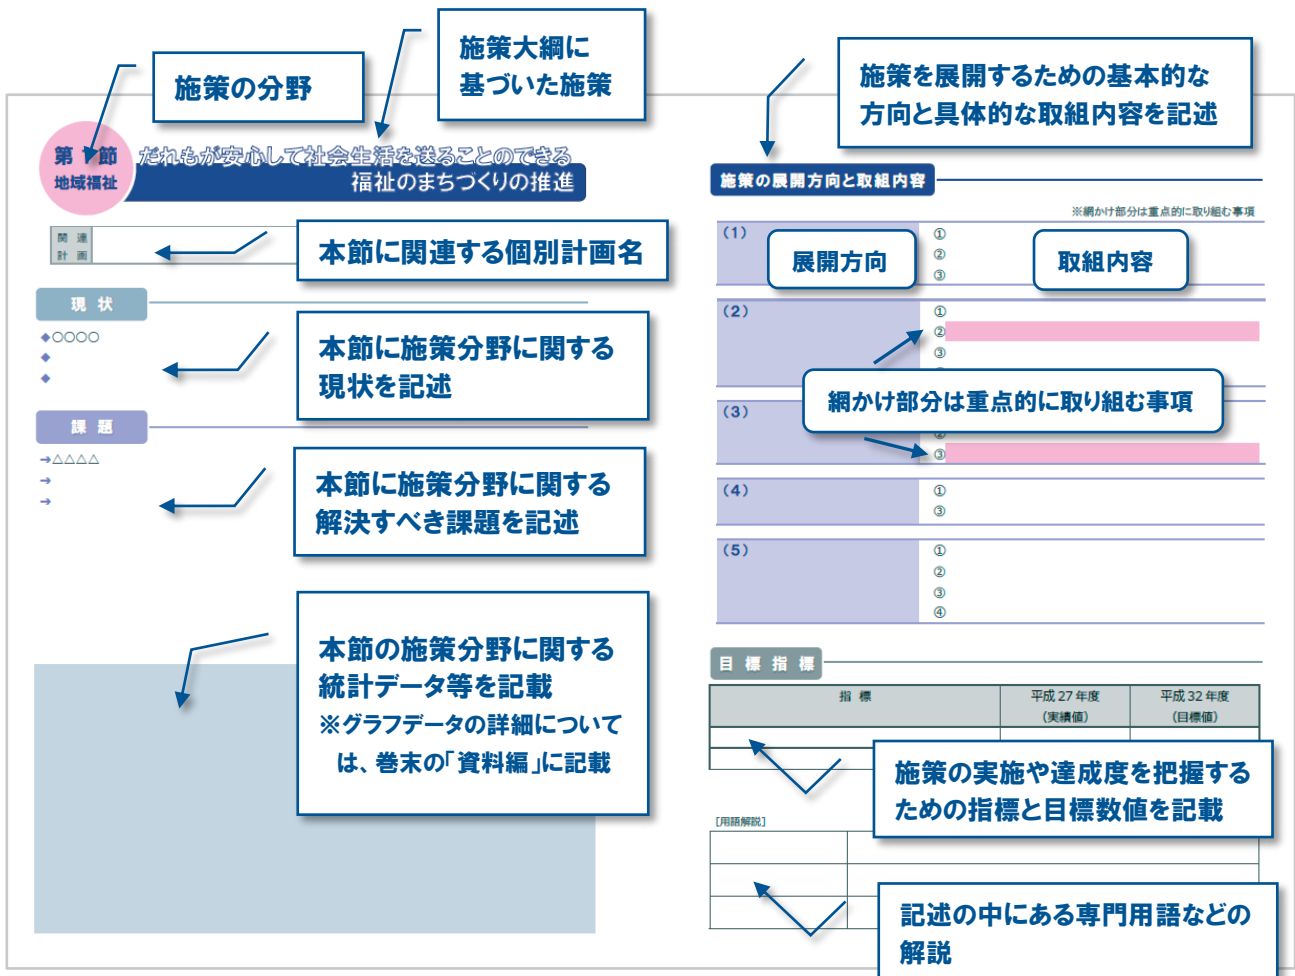 施策の分野
施策大綱に
基づいた施策
第1節
地域福祉
だれもが安心して社会生活を送ることのできる
福祉のまちづくりの推進
関連
計画
本節に関連する個別計画名
現状
◆○○○○
◆
◆
本節に施策分野に関する
現状を記述
課題
→△△△△
→
→
本節に施策分野に関する
解決すべき課題を記述
本節の施策分野に関する
統計データ等を記載
※グラフデータの詳細について
は、巻末の「資料編」に記載
施策を展開するための基本的な
方向と具体的な取組内容を記述
施策の展開方向と取組内容
※網かけ部分は重点的に取り組む事項
(1)
展開方向
①
②
③
取組内容
(2)
①
②
③
網かけ部分は重点的に取り組む事項
(3)
②
③
(4)
①
③
(5)
①
②
③
④
目標指標
指標 平成27年度 平成32年度
(実績値) (目標値)
施策の実施や達成度を把握する
ための指標と目標数値を記載
[用語解説]
記述の中にある専門用語などの
解説